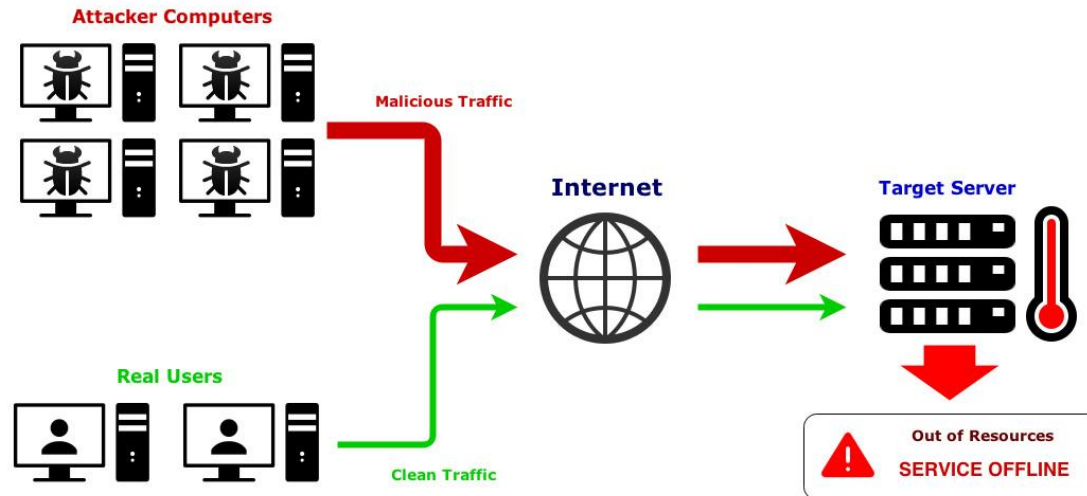 Attacker Computers
Malicious Traffic
Internet
Target Server
Real Users
Clean Traffic
Out of Resources
SERVICE OFFLINE